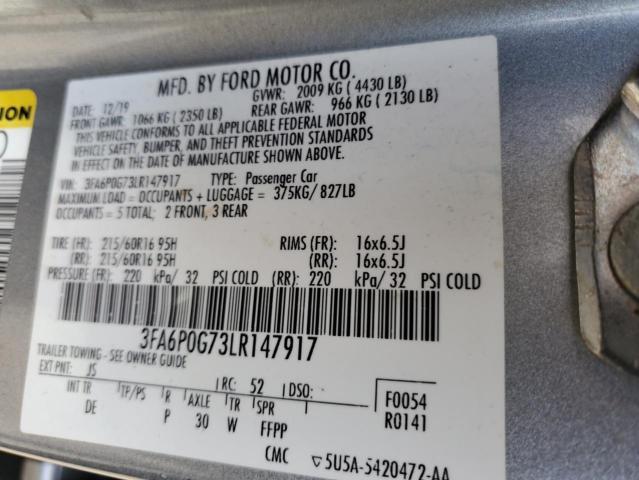 MFD. BY FORD MOTOR CO.
12/19 GVWR: 2009 KG ( 4430 LB)
FRONT GAWR: 1066 KG ( 2350 LB) REAR GAWR: 966 KG ( 2130 LB)
THIS VEHICLE CONFORMS TO ALL APPLICABLE FEDERAL MOTOR
VEHICLE SAFETY, BUMPER, AND THEFT PREVENTION STANDARDS
IN EFFECT ON THE DATE OF MANUFACTURE SHOWN ABOVE.
VIN: 3FA6P0G73LR147917 TYPE: Passenger Car
MAXIMUM LOAD = OCCUPANTS + LUGGAGE = 375KG/ 827LB
OCCUPANTS = 5 TOTAL; 2 FRONT, 3 REAR
TIRE (FR): 215/60R16 95H RIMS (FR): 16x6.5J
(RR): 215/60R16 95H (RR): 16x6.5J
PRESSURE (FR): 220 kPa/ 32 PSI COLD (RR): 220 kPa/ 32 PSI COLD
3FA6P0G73LR147917
TRAILER TOWING - SEE OWNER GUIDE
EXT PNT: JS RC: 52 DSO: F0054
INT TR TP/PS R AXLE TR SPR R0141
DE P 30 W FFPP
CMC 5U5A-5420472-AA